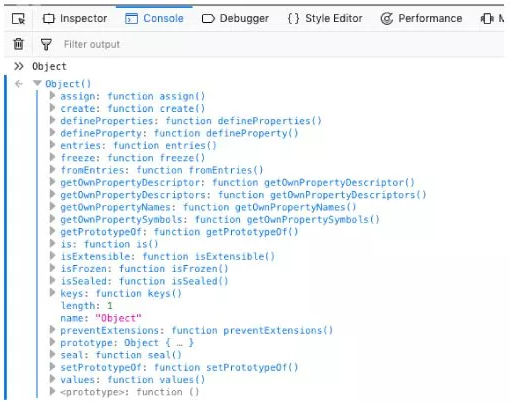 Inspector Console Debugger { } Style Editor Performance M
Filter output
>> Object
Object()
assign: function assign()
create: function create()
defineProperties: function defineProperties()
defineProperty: function defineProperty()
entries: function entries()
freeze: function freeze()
fromEntries: function fromEntries()
getOwnPropertyDescriptor: function getOwnPropertyDescriptor()
getOwnPropertyDescriptors: function getOwnPropertyDescriptors()
getOwnPropertyNames: function getOwnPropertyNames()
getOwnPropertySymbols: function getOwnPropertySymbols()
getPrototypeOf: function getPrototypeOf()
is: function is()
isExtensible: function isExtensible()
isFrozen: function isFrozen()
isSealed: function isSealed()
keys: function keys()
length: 1
name: "Object"
preventExtensions: function preventExtensions()
prototype: Object { … }
seal: function seal()
setPrototypeOf: function setPrototypeOf()
values: function values()
<prototype>: function ()